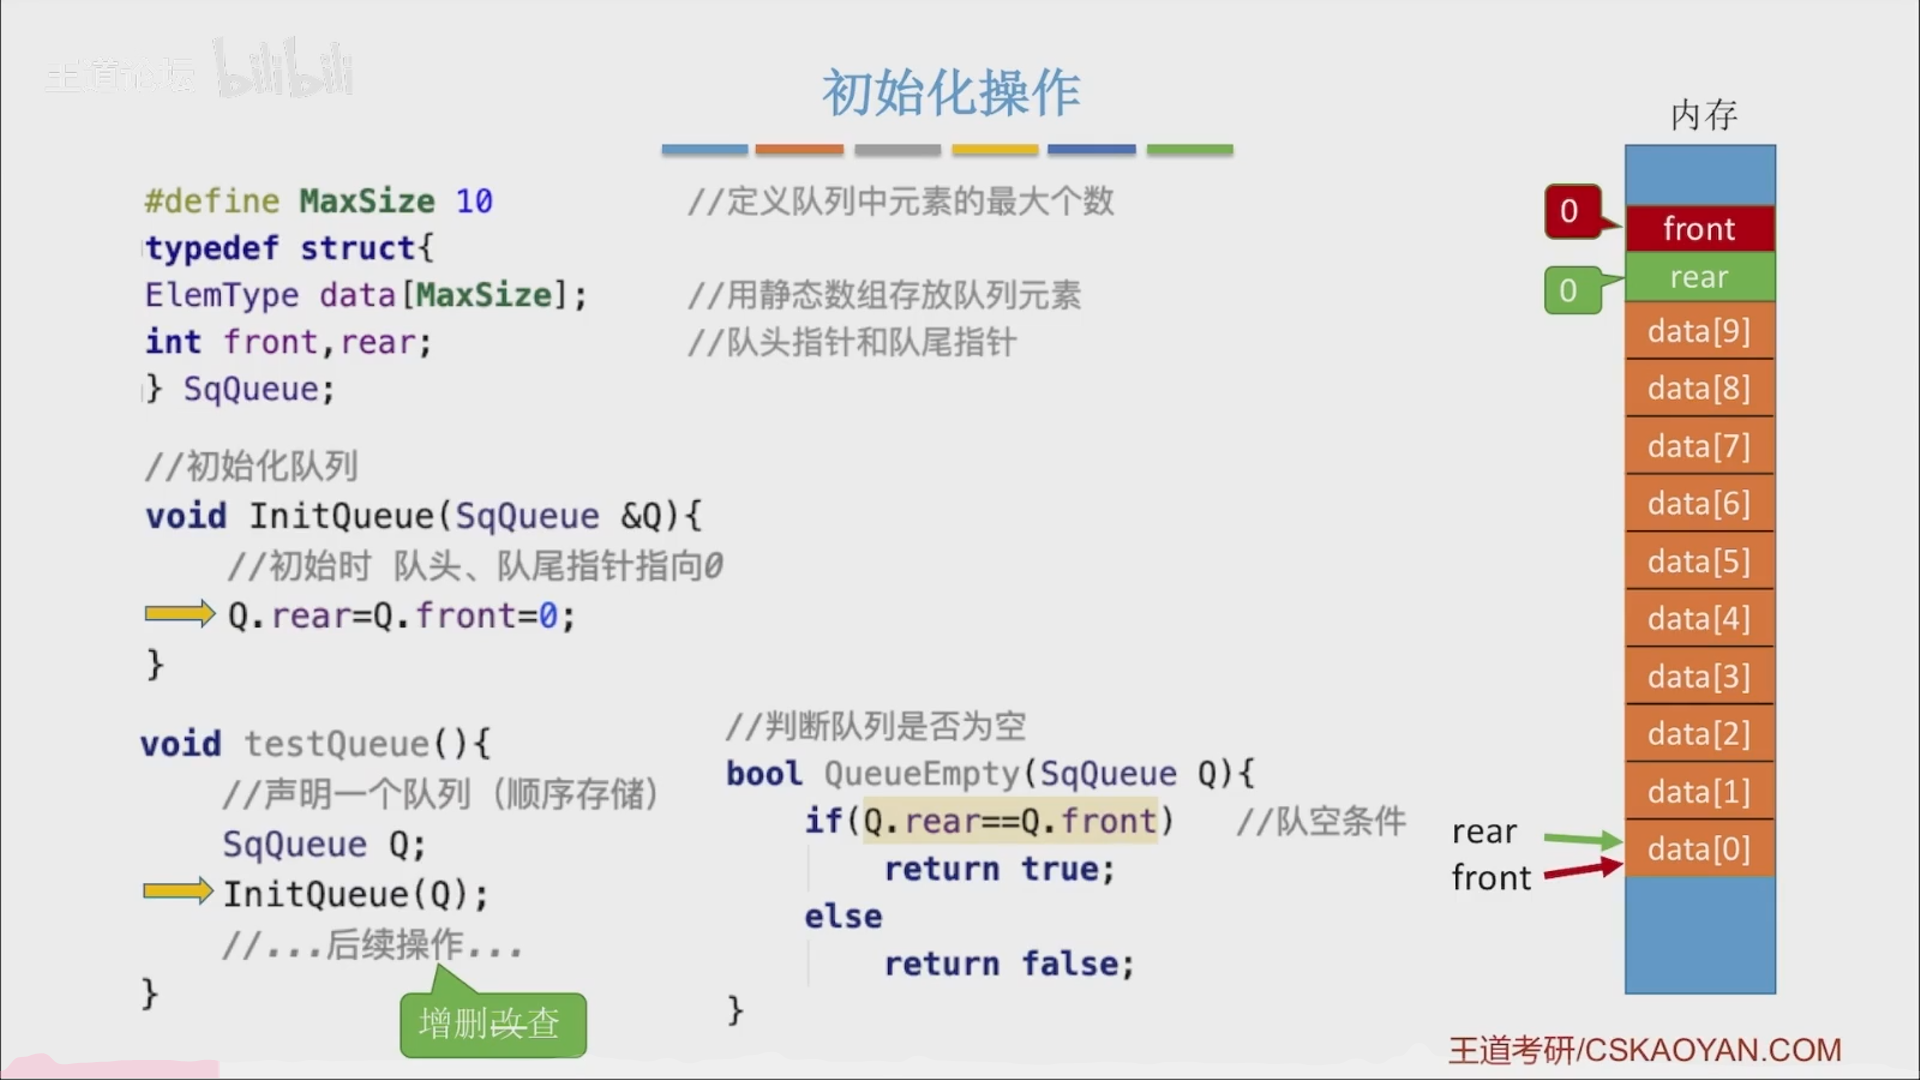 王道论坛 bilibili
初始化操作
#define MaxSize 10 //定义队列中元素的最大个数
typedef struct{
ElemType data[MaxSize]; //用静态数组存放队列元素
int front,rear; //队头指针和队尾指针
} SqQueue;
//初始化队列
void InitQueue(SqQueue &Q){
//初始时 队头、队尾指针指向0
Q.rear=Q.front=0;
}
void testQueue(){
//声明一个队列（顺序存储）
SqQueue Q;
InitQueue(Q);
//...后续操作...
}
增删改查
//判断队列是否为空
bool QueueEmpty(SqQueue Q){
if(Q.rear==Q.front) //队空条件
return true;
else
return false;
}
内存
0 front
0 rear
data[9]
data[8]
data[7]
data[6]
data[5]
data[4]
data[3]
data[2]
data[1]
data[0]
rear
front
王道考研/CSKAOYAN.COM